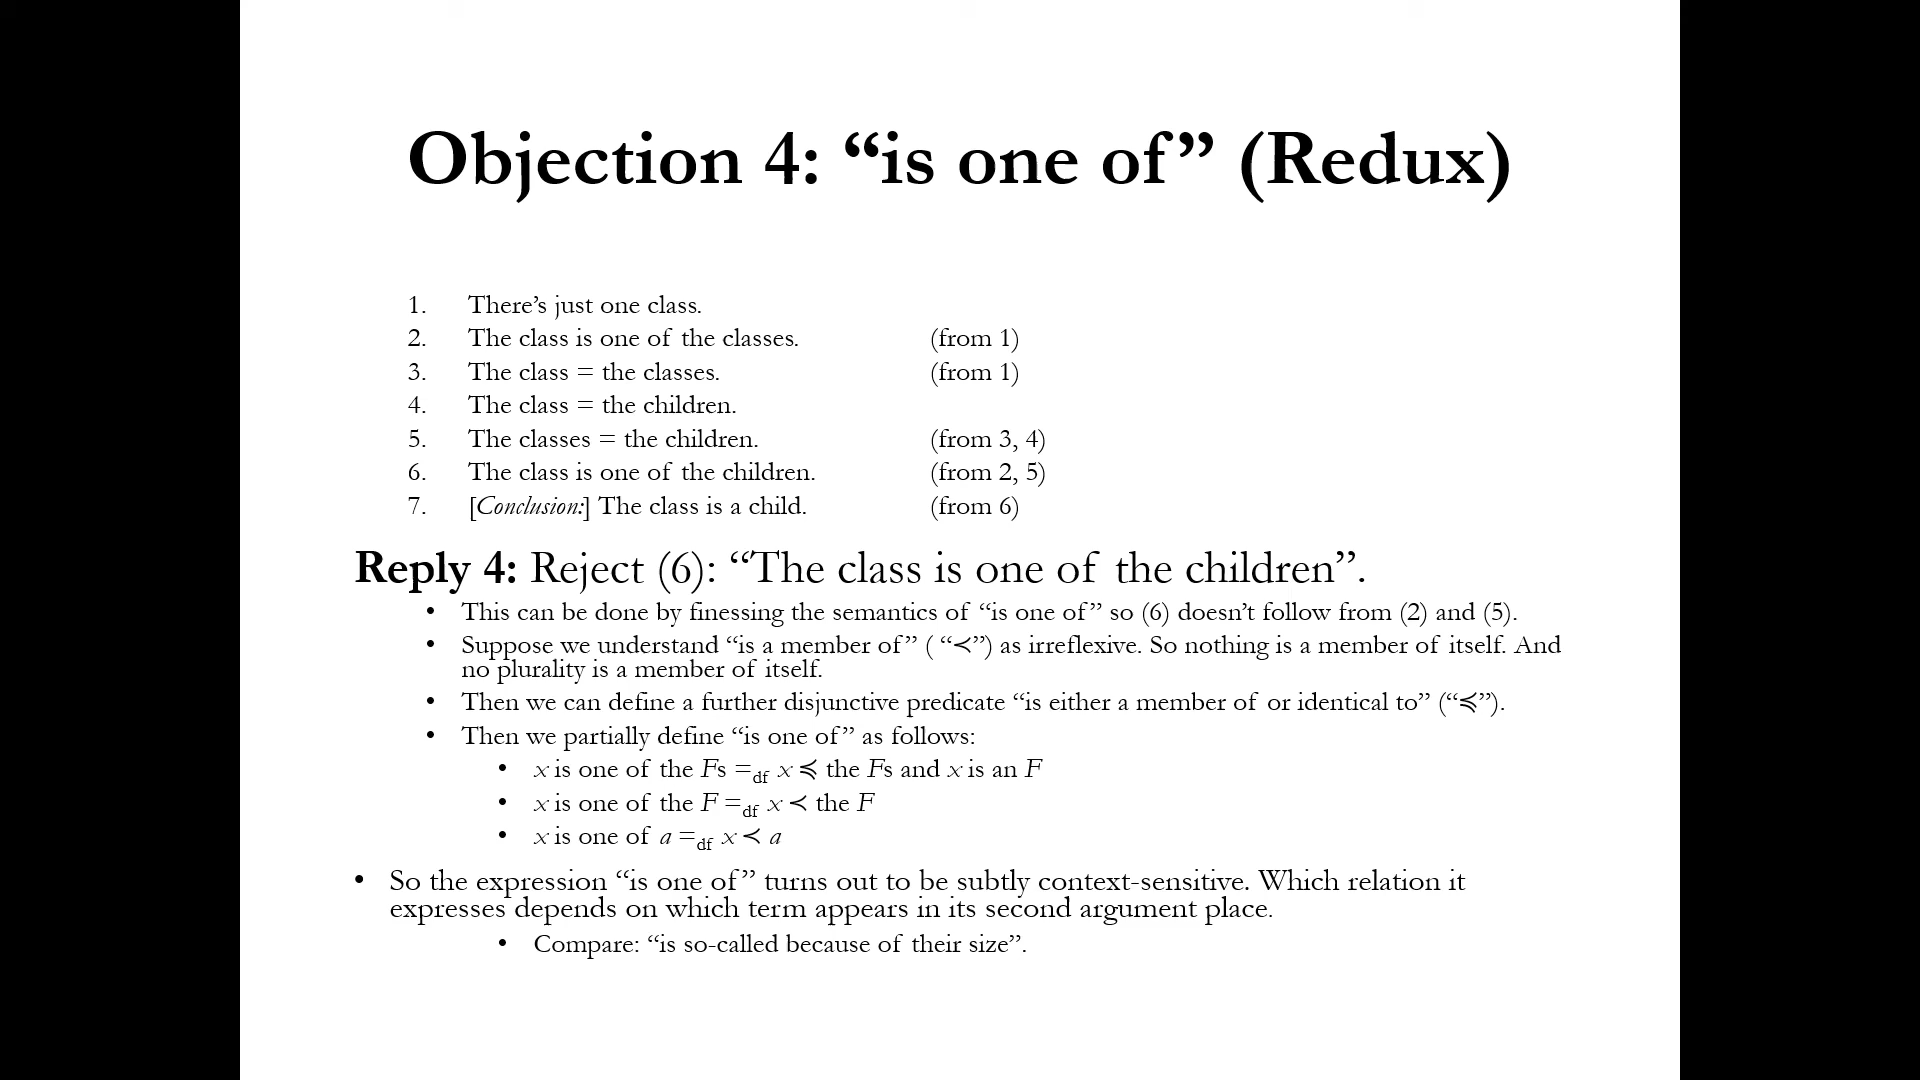 Objection 4: “is one of” (Redux)
1. There’s just one class.
2. The class is one of the classes. (from 1)
3. The class = the classes. (from 1)
4. The class = the children.
5. The classes = the children. (from 3, 4)
6. The class is one of the children. (from 2, 5)
7. [Conclusion:] The class is a child. (from 6)
Reply 4: Reject (6): “The class is one of the children”.
• This can be done by finessing the semantics of “is one of” so (6) doesn’t follow from (2) and (5).
• Suppose we understand “is a member of” ( “≺”) as irreflexive. So nothing is a member of itself. And
no plurality is a member of itself.
• Then we can define a further disjunctive predicate “is either a member of or identical to” (“≼”).
• Then we partially define “is one of” as follows:
• x is one of the Fs =df x ≼ the Fs and x is an F
• x is one of the F =df x ≺ the F
• x is one of a =df x ≺ a
• So the expression “is one of” turns out to be subtly context-sensitive. Which relation it
expresses depends on which term appears in its second argument place.
• Compare: “is so-called because of their size”.